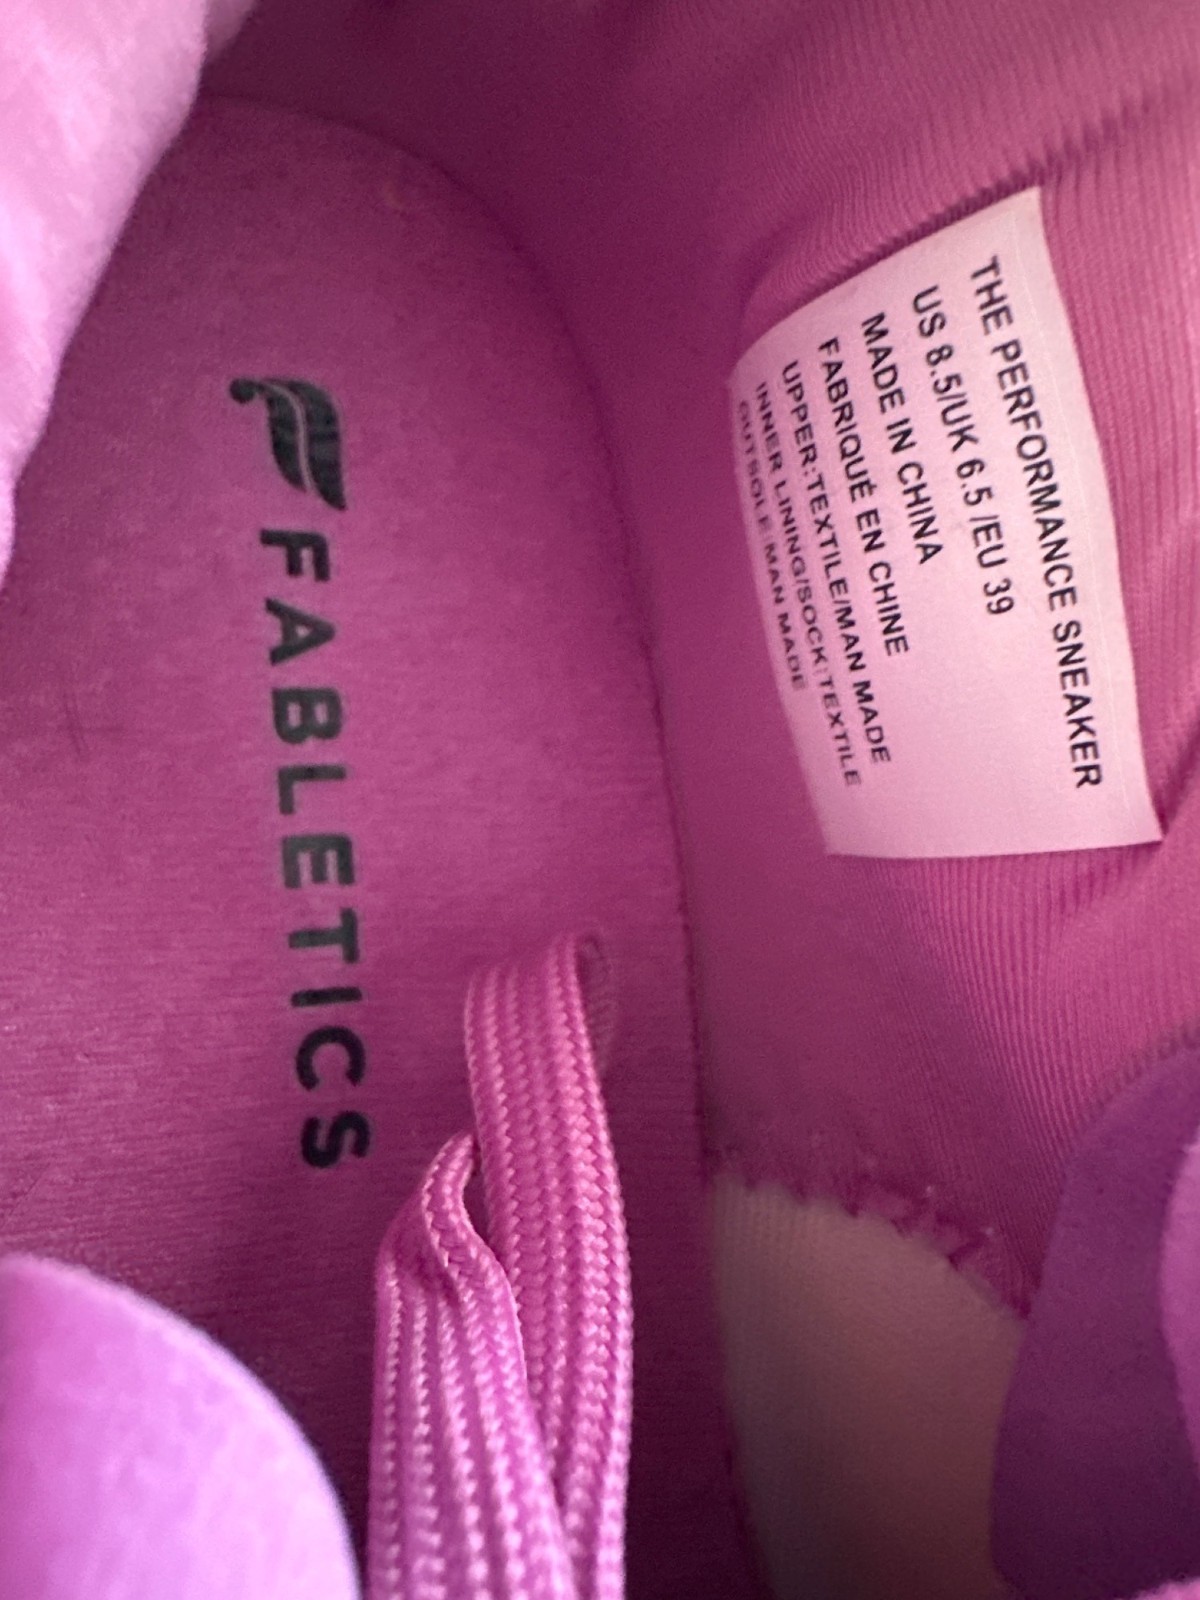 FABLETICS
THE PERFORMANCE SNEAKER
US 8.5/UK 6.5 /EU 39
MADE IN CHINA
FABRIQUÉ EN CHINE
UPPER:TEXTILE/MAN MADE
INNER LINING/SOCK:TEXTILE
OUTSOLE:MAN MADE